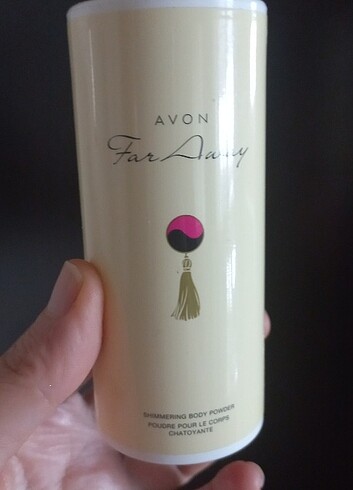 AVON
Far Away
SHIMMERING BODY POWDER
POUDRE POUR LE CORPS
CHATOYANTE